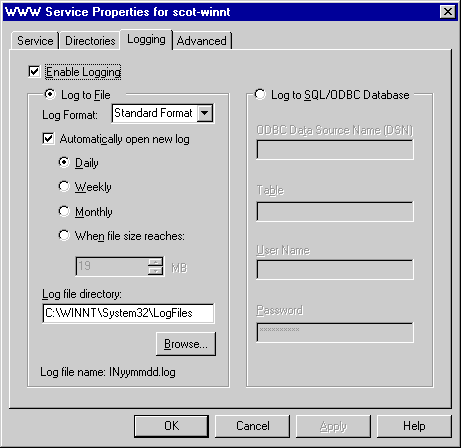 WWW Service Properties for scot-winnt
Service
Directories
Logging
Advanced
Enable Logging
Log to File
Log Format:
Standard Format
Automatically open new log
Daily
Weekly
Monthly
When file size reaches:
19
MB
Log file directory:
C:\WINNT\System32\LogFiles
Browse...
Log file name: INyymmdd.log
Log to SQL/ODBC Database
ODBC Data Source Name (DSN)
Table
User Name
Password
**********
OK
Cancel
Apply
Help